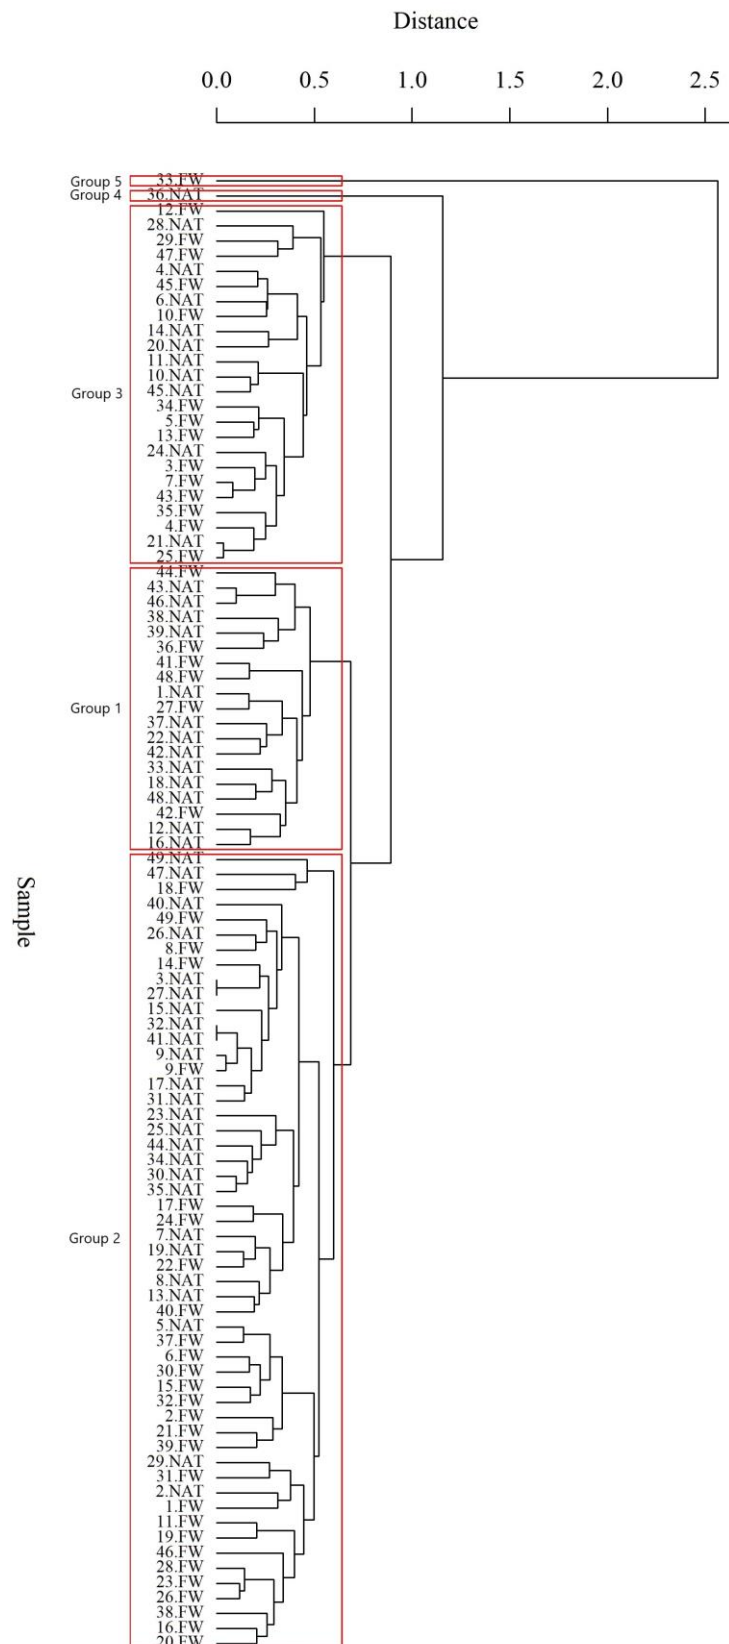 Distance
0.0 0.5 1.0 1.5 2.0 2.5
Group 5
33.FW
Group 4
36.NAT
12.FW
28.NAT
29.FW
47.FW
4.NAT
45.FW
6.NAT
10.FW
14.NAT
20.NAT
11.NAT
10.NAT
45.NAT
Group 3
34.FW
5.FW
13.FW
24.NAT
3.FW
7.FW
43.FW
35.FW
4.FW
21.NAT
25.FW
44.FW
43.NAT
46.NAT
38.NAT
39.NAT
36.FW
41.FW
48.FW
1.NAT
27.FW
Group 1
37.NAT
22.NAT
42.NAT
33.NAT
18.NAT
48.NAT
42.FW
12.NAT
16.NAT
49.NAT
47.NAT
18.FW
40.NAT
Sample
49.FW
26.NAT
8.FW
14.FW
3.NAT
27.NAT
15.NAT
32.NAT
41.NAT
9.NAT
9.FW
17.NAT
31.NAT
23.NAT
25.NAT
44.NAT
34.NAT
30.NAT
35.NAT
17.FW
24.FW
7.NAT
Group 2
19.NAT
22.FW
8.NAT
13.NAT
40.FW
5.NAT
37.FW
6.FW
30.FW
15.FW
32.FW
2.FW
21.FW
39.FW
29.NAT
31.FW
2.NAT
1.FW
11.FW
19.FW
46.FW
28.FW
23.FW
26.FW
38.FW
16.FW
20.FW